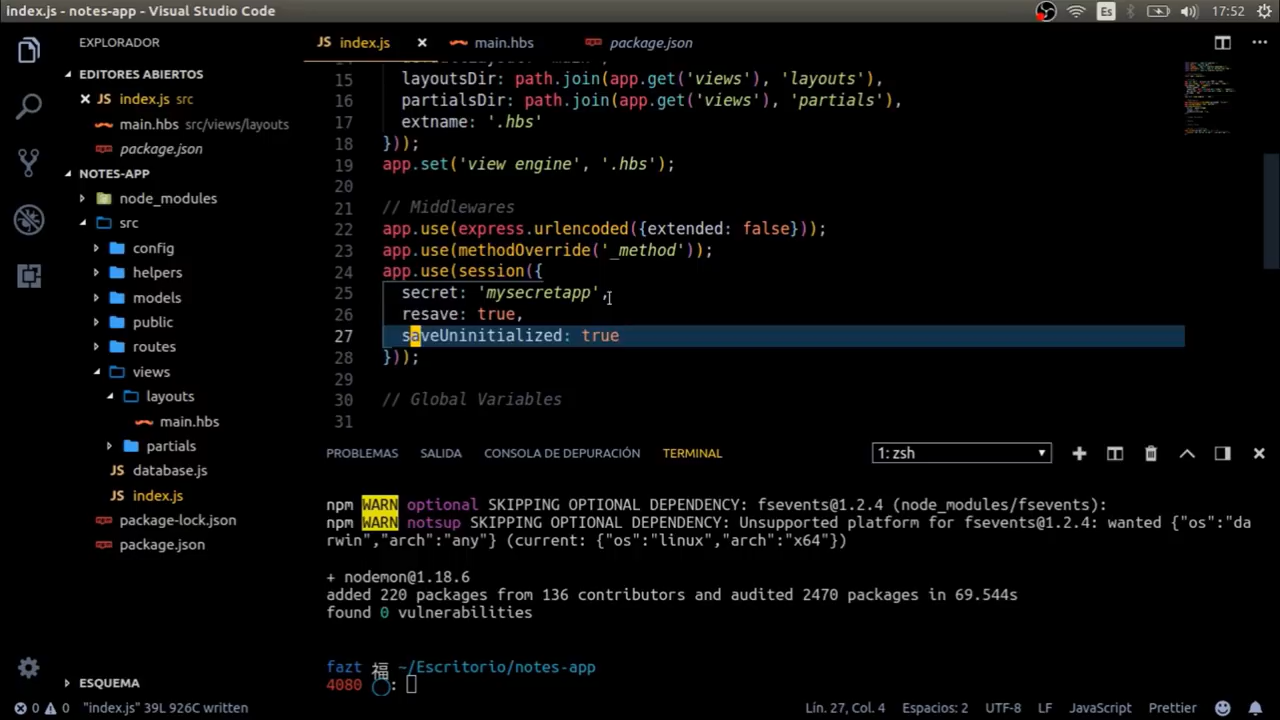 index.js - notes-app - Visual Studio Code
Es
17:52
EXPLORADOR
EDITORES ABIERTOS
JS index.js src
main.hbs src/views/layouts
package.json
NOTES-APP
node_modules
src
config
helpers
models
public
routes
views
layouts
main.hbs
partials
database.js
JS index.js
package-lock.json
package.json
ESQUEMA
JS index.js
main.hbs
package.json
15 layoutsDir: path.join(app.get('views'), 'layouts'),
16 partialsDir: path.join(app.get('views'), 'partials'),
17 extname: '.hbs'
18 }));
19 app.set('view engine', '.hbs');
20
21 // Middlewares
22 app.use(express.urlencoded({extended: false}));
23 app.use(methodOverride('_method'));
24 app.use(session({
25 secret: 'mysecretapp',
26 resave: true,
27 saveUninitialized: true
28 }));
29
30 // Global Variables
31
PROBLEMAS SALIDA CONSOLA DE DEPURACIÓN TERMINAL
1: zsh
npm WARN optional SKIPPING OPTIONAL DEPENDENCY: fsevents@1.2.4 (node_modules/fsevents):
npm WARN notsup SKIPPING OPTIONAL DEPENDENCY: Unsupported platform for fsevents@1.2.4: wanted {"os":"da
rwin","arch":"any"} (current: {"os":"linux","arch":"x64"})
+ nodemon@1.18.6
added 220 packages from 136 contributors and audited 2470 packages in 69.544s
found 0 vulnerabilities
fazt 福 ~/Escritorio/notes-app
4080 :
0 0 "index.js" 39L 926C written
Lín. 27, Col. 4 Espacios: 2 UTF-8 LF JavaScript Prettier